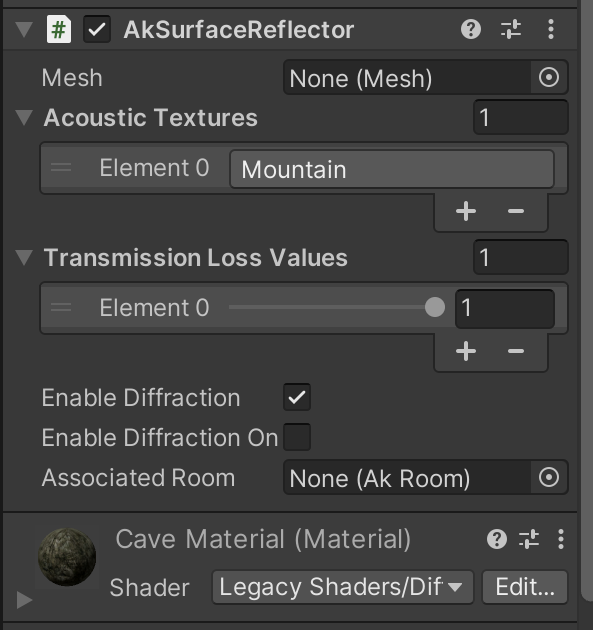 # AkSurfaceReflector
Mesh None (Mesh)
Acoustic Textures 1
Element 0 Mountain
+ −
Transmission Loss Values 1
Element 0 1
+ −
Enable Diffraction
Enable Diffraction On
Associated Room None (Ak Room)
Cave Material (Material)
Shader Legacy Shaders/Dif Edit...